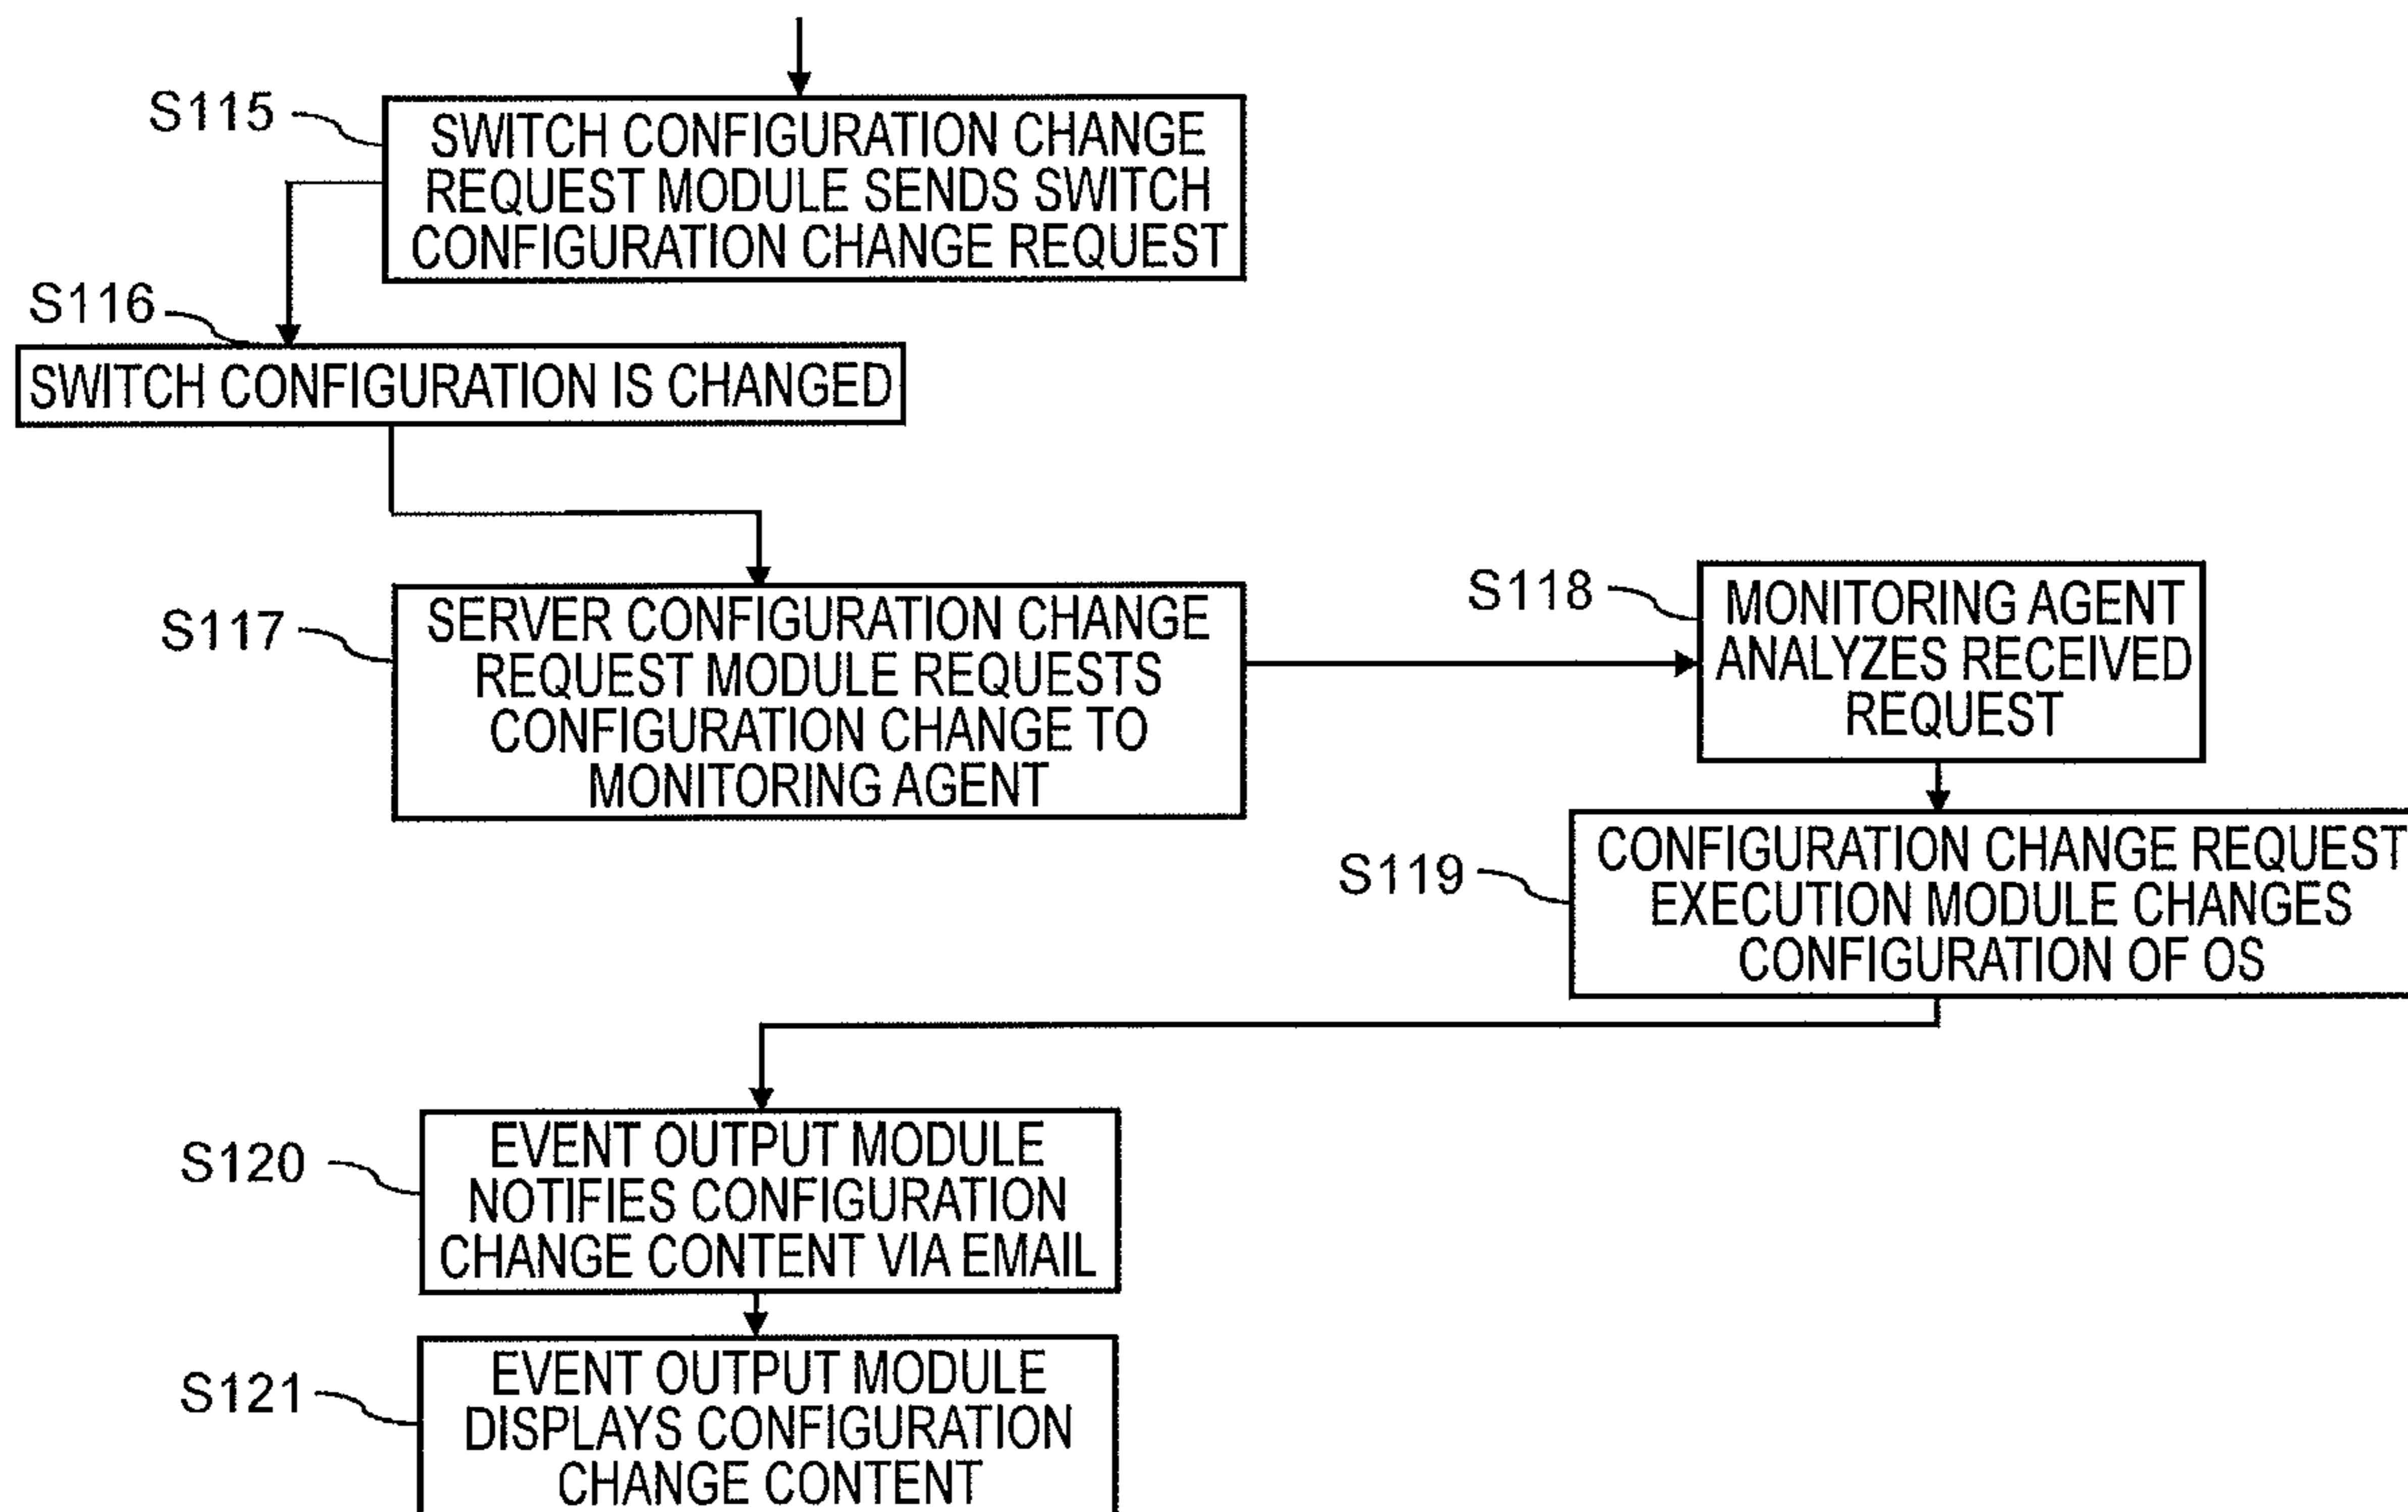 S115
SWITCH CONFIGURATION CHANGE
REQUEST MODULE SENDS SWITCH
CONFIGURATION CHANGE REQUEST
S116
SWITCH CONFIGURATION IS CHANGED
S117
SERVER CONFIGURATION CHANGE
REQUEST MODULE REQUESTS
CONFIGURATION CHANGE TO
MONITORING AGENT
S118
MONITORING AGENT
ANALYZES RECEIVED
REQUEST
S119
CONFIGURATION CHANGE REQUEST
EXECUTION MODULE CHANGES
CONFIGURATION OF OS
S120
EVENT OUTPUT MODULE
NOTIFIES CONFIGURATION
CHANGE CONTENT VIA EMAIL
S121
EVENT OUTPUT MODULE
DISPLAYS CONFIGURATION
CHANGE CONTENT